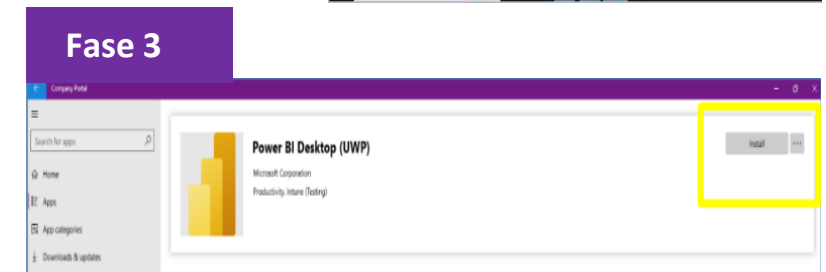 Fase 3
Company Portal
Search for apps
Power BI Desktop (UWP)
Install
Microsoft Corporation
Home
Productivity, Intune (Testing)
Apps
App categories
Downloads & updates